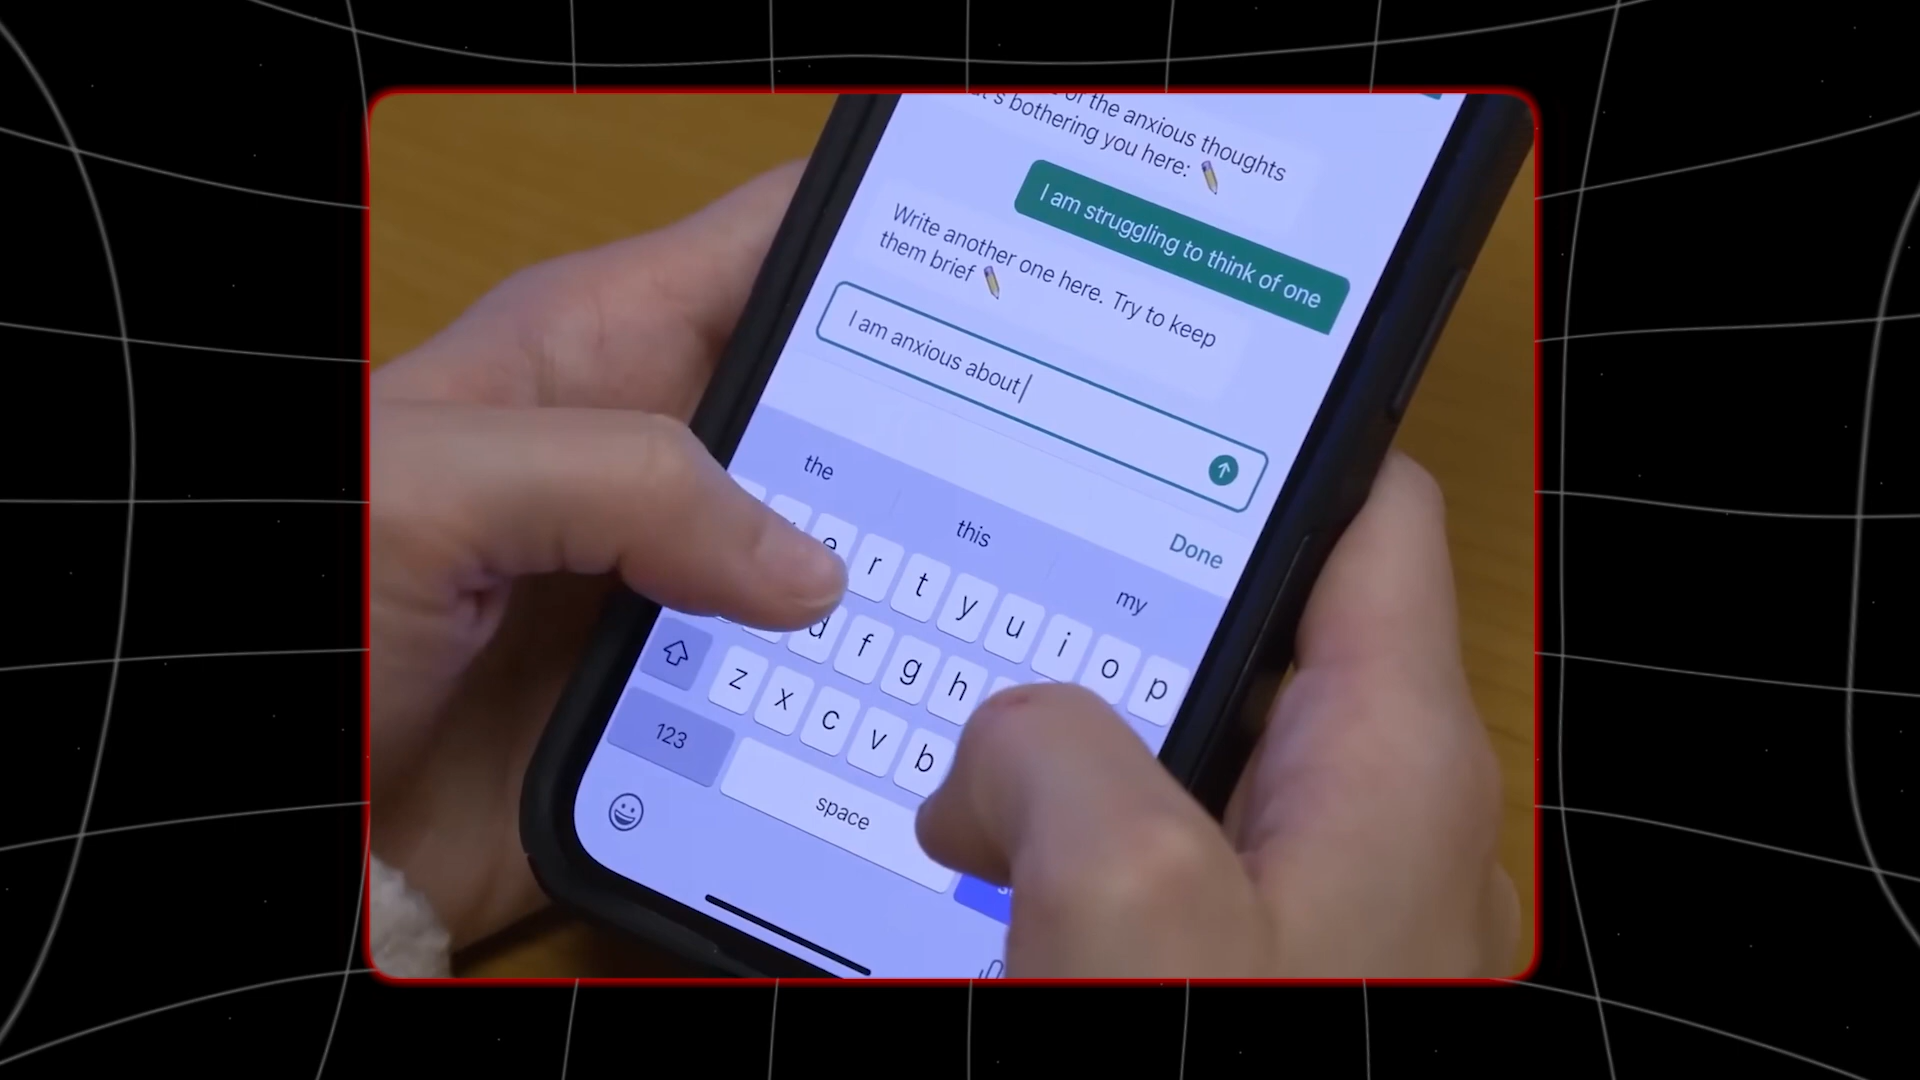 of the anxious thoughts
bothering you here:
I am struggling to think of one
Write another one here. Try to keep
them brief
I am anxious about
Done
the
this
my
e r t y u i o p
d f g h
z x c v b
123
space